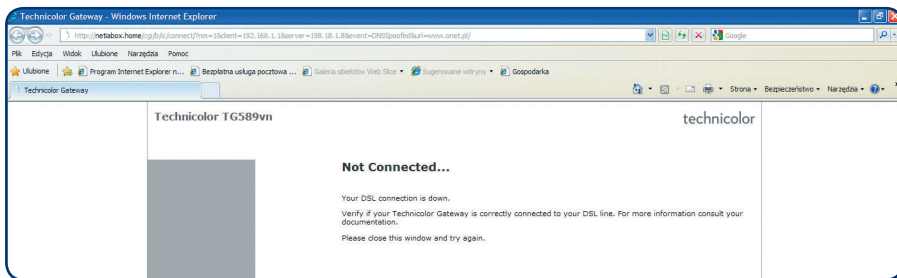 Technicolor Gateway - Windows Internet Explorer
http://netiabox.home/cgi/b/ic/connect/?nm=1&client=192.168.1.1&server=198.18.1.8&event=DNSSpoofed&url=www.onet.pl/
Google
Plik Edycja Widok Ulubione Narzędzia Pomoc
Ulubione Program Internet Explorer n... Bezpłatna usługa pocztowa ... Galeria obiektów Web Slice Sugerowane witryny Gospodarka
Technicolor Gateway Strona Bezpieczeństwo Narzędzia
Technicolor TG589vn technicolor
Not Connected...
Your DSL connection is down.
Verify if your Technicolor Gateway is correctly connected to your DSL line. For more information consult your
documentation.
Please close this window and try again.